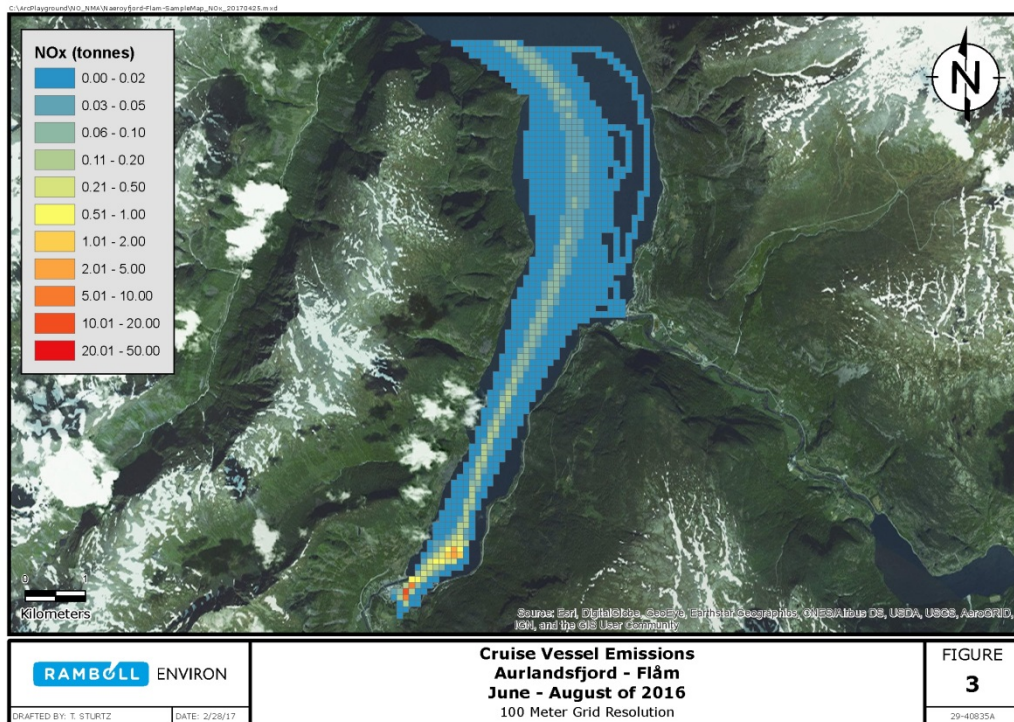 C:\ArcPlayground\NO_NMA\Naeroyfjord-Flam-SampleMap_NOx_20170425.mxd
NOx (tonnes)
0.00 - 0.02
0.03 - 0.05
0.06 - 0.10
0.11 - 0.20
0.21 - 0.50
0.51 - 1.00
1.01 - 2.00
2.01 - 5.00
5.01 - 10.00
10.01 - 20.00
20.01 - 50.00
N
0 1
Kilometers
Source: Esri, DigitalGlobe, GeoEye, Earthstar Geographics, CNES/Airbus DS, USDA, USGS, AeroGRID,
IGN, and the GIS User Community
RAMBOLL ENVIRON
DRAFTED BY: T. STURTZ
DATE: 2/28/17
Cruise Vessel Emissions
Aurlandsfjord - Flåm
June - August of 2016
100 Meter Grid Resolution
FIGURE
3
29-40835A